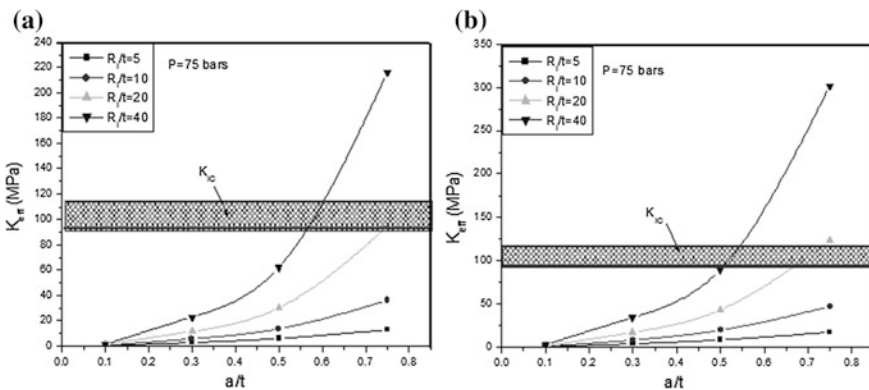 (a)
240
220
200
180
160
140
120
100
80
60
40
20
0
K_eff (MPa)
R_i/t=5
R_i/t=10
R_i/t=20
R_i/t=40
P=75 bars
K_IC
0.0 0.1 0.2 0.3 0.4 0.5 0.6 0.7 0.8
a/t
(b)
350
300
250
200
150
100
50
0
K_eff (MPa)
R_i/t=5
R_i/t=10
R_i/t=20
R_i/t=40
P=75 bars
K_IC
0.0 0.1 0.2 0.3 0.4 0.5 0.6 0.7 0.8
a/t